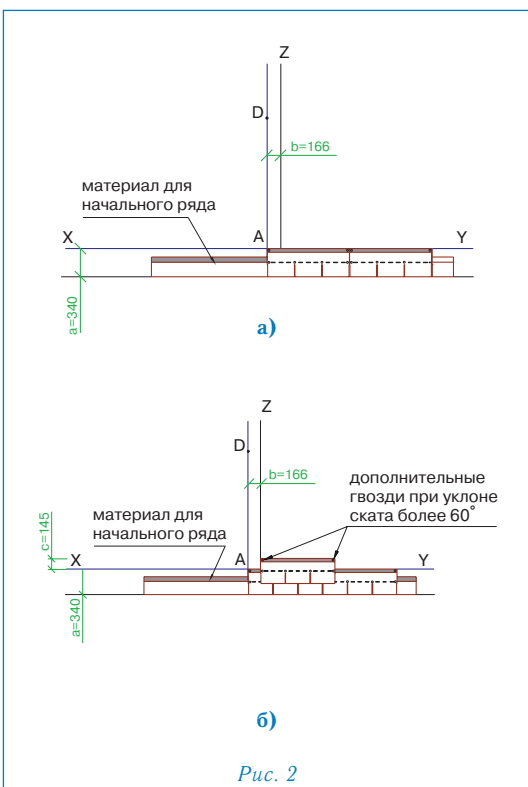 Z
D
b=166
материал для
начального ряда
X
A
Y
a=340
а)
Z
D
b=166
дополнительные
гвозди при уклоне
ската более 60°
материал для
начального ряда
c=145
X
A
Y
a=340
б)
Рис. 2